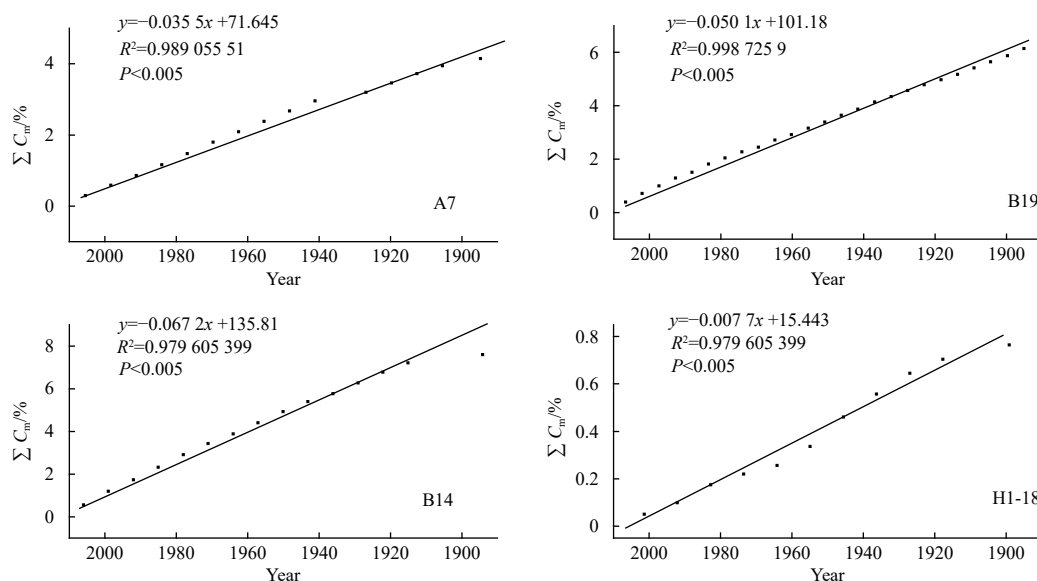 y=−0.035 5x +71.645
R²=0.989 055 51
P<0.005
4
2
0
∑ Cₘ/%
A7
2000 1980 1960 1940 1920 1900
Year
y=−0.050 1x +101.18
R²=0.998 725 9
P<0.005
6
4
2
0
∑ Cₘ/%
B19
2000 1980 1960 1940 1920 1900
Year
y=−0.067 2x +135.81
R²=0.979 605 399
P<0.005
8
6
4
2
0
∑ Cₘ/%
B14
2000 1980 1960 1940 1920 1900
Year
y=−0.007 7x +15.443
R²=0.979 605 399
P<0.005
0.8
0.6
0.4
0.2
0
∑ Cₘ/%
H1-18
2000 1980 1960 1940 1920 1900
Year